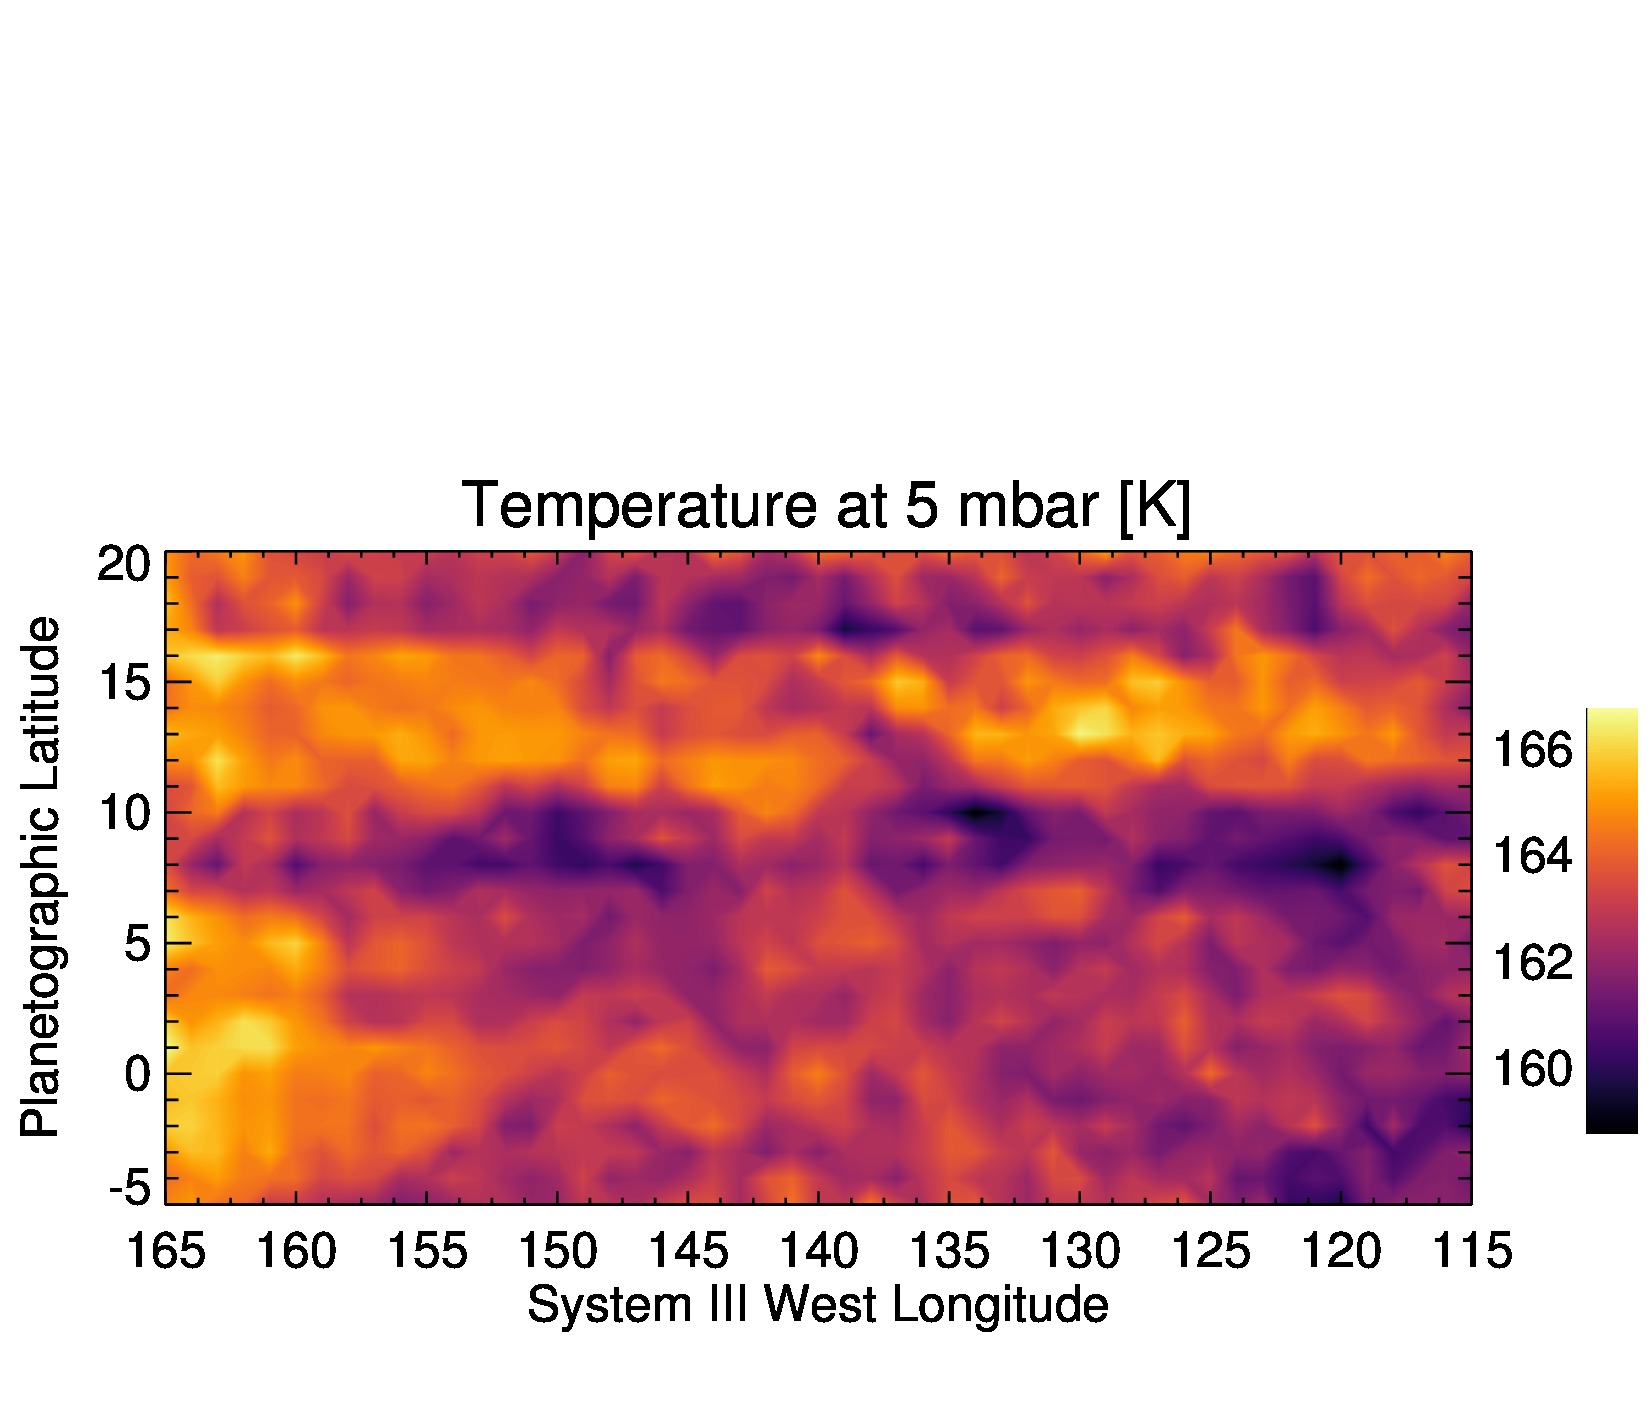 Temperature at 5 mbar [K]
20
15
10
5
0
-5
Planetographic Latitude
165 160 155 150 145 140 135 130 125 120 115
System III West Longitude
166
164
162
160